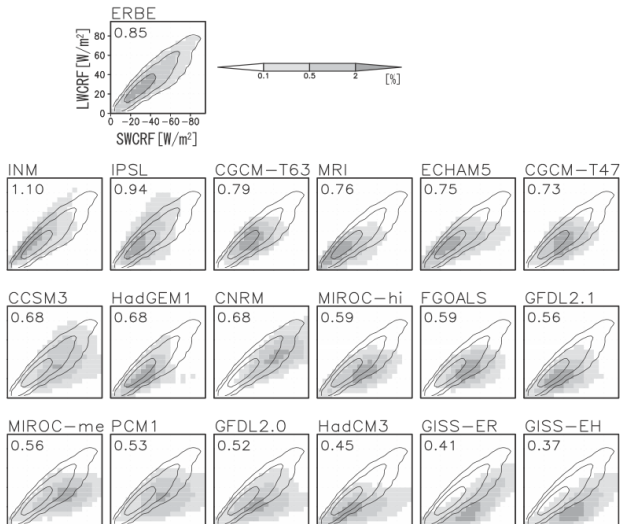 ERBE
0.85
LWCRF[W/m²]
80
60
40
20
0
0 -20 -40 -60 -80
SWCRF[W/m²]
0.1 0.5 2 [%]
INM IPSL CGCM-T63 MRI ECHAM5 CGCM-T47
1.10 0.94 0.79 0.76 0.75 0.73
CCSM3 HadGEM1 CNRM MIROC-hi FGOALS GFDL2.1
0.68 0.68 0.68 0.59 0.59 0.56
MIROC-me PCM1 GFDL2.0 HadCM3 GISS-ER GISS-EH
0.56 0.53 0.52 0.45 0.41 0.37